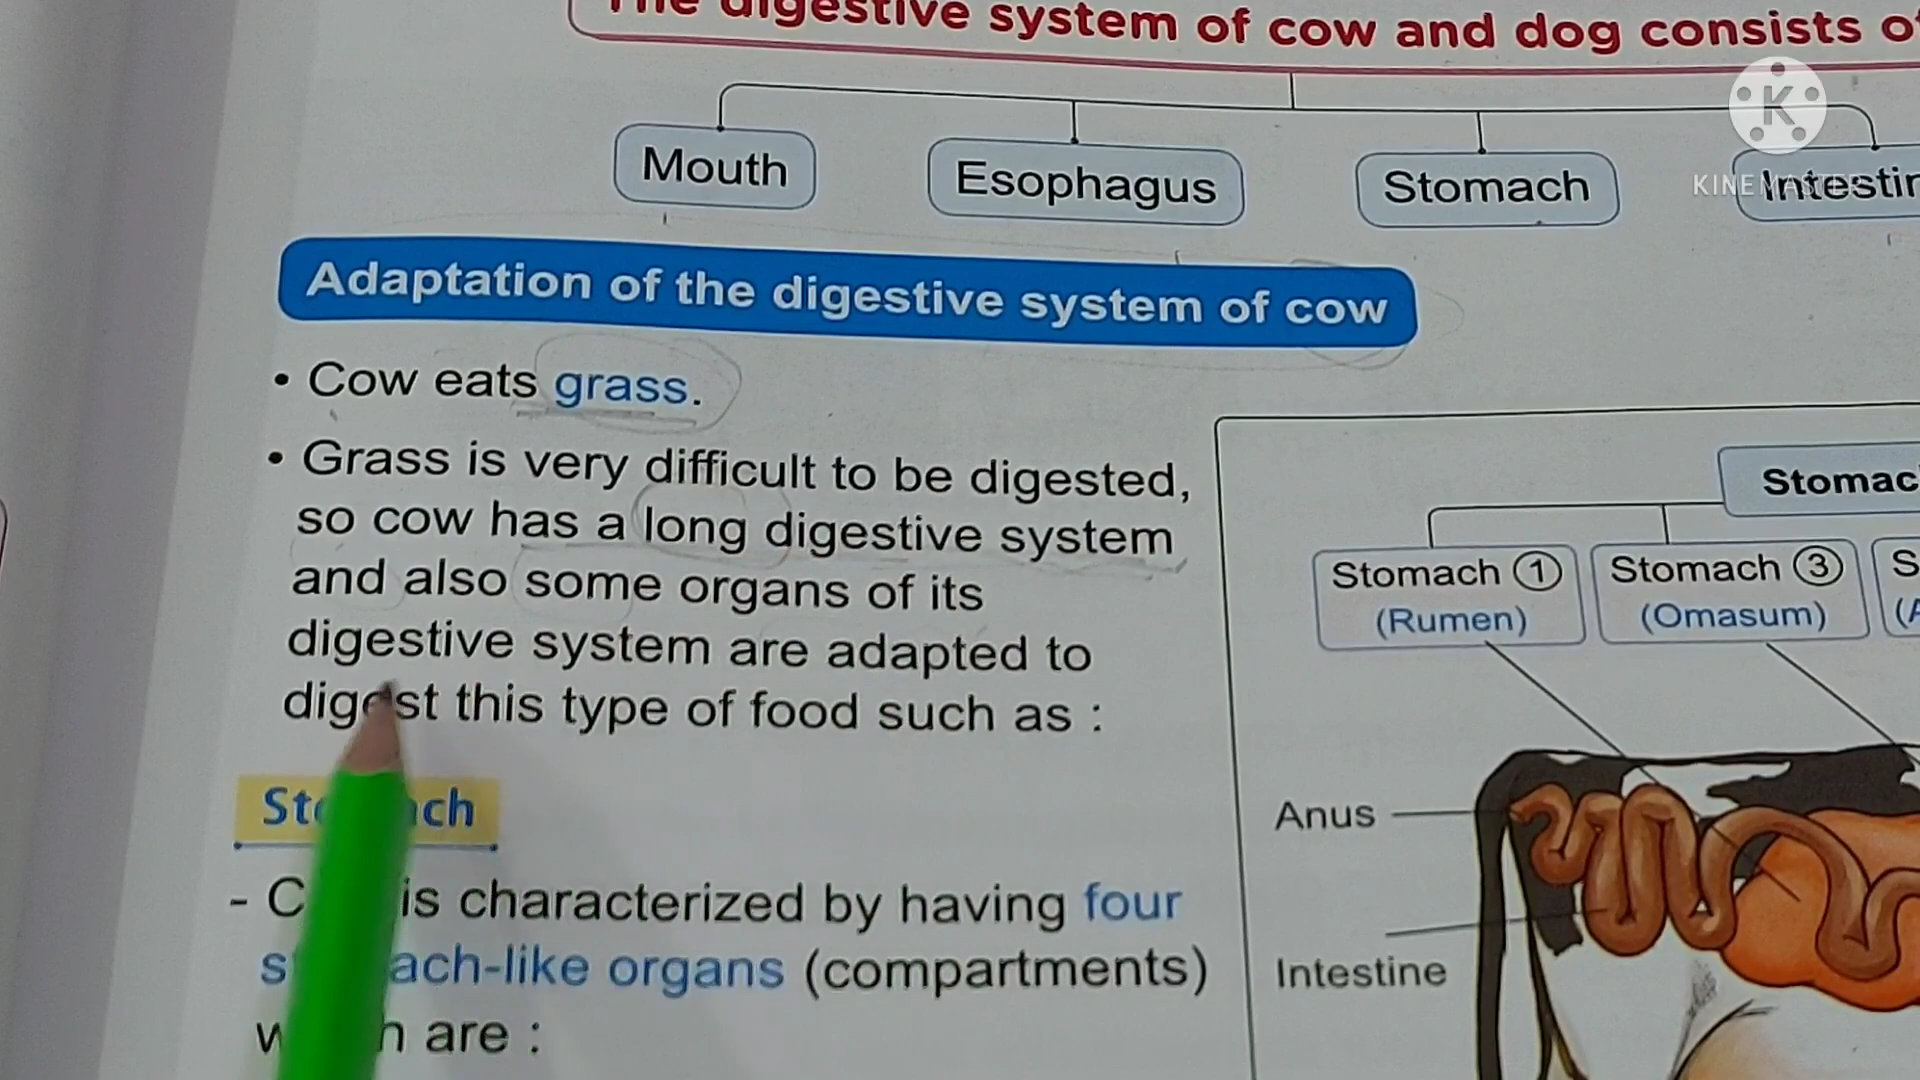 The digestive system of cow and dog consists
Mouth
Esophagus
Stomach
K
KINEMASTER
Adaptation of the digestive system of cow
• Cow eats grass.
• Grass is very difficult to be digested,
so cow has a long digestive system
and also some organs of its
digestive system are adapted to
digest this type of food such as :
- is characterized by having four
organs (compartments)
are :
Stomach ①
(Rumen)
Stomach ③
(Omasum)
Anus
Intestine